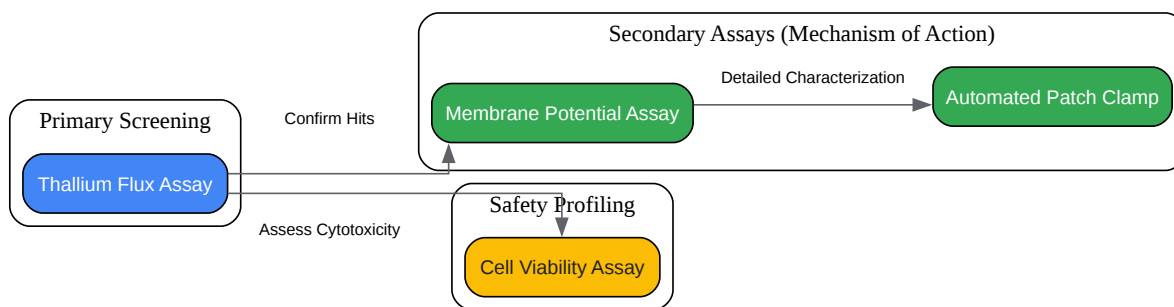 Secondary Assays (Mechanism of Action)
Detailed Characterization
Membrane Potential Assay
Automated Patch Clamp
Primary Screening
Confirm Hits
Thallium Flux Assay
Assess Cytotoxicity
Safety Profiling
Cell Viability Assay